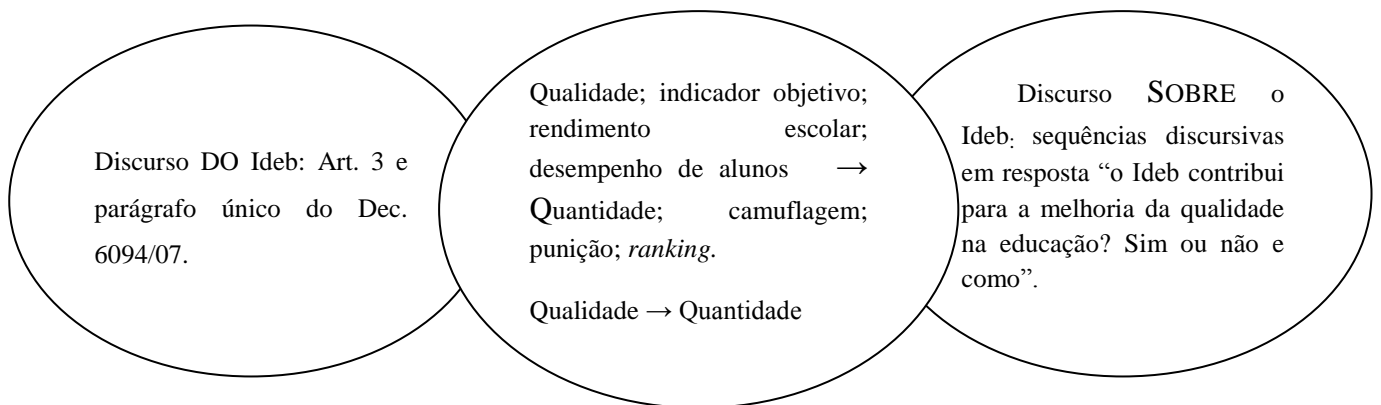 Discurso DO Ideb: Art. 3 e
parágrafo único do Dec.
6094/07.
Qualidade; indicador objetivo;
rendimento escolar;
desempenho de alunos →
Quantidade; camuflagem;
punição; ranking.
Qualidade → Quantidade
Discurso SOBRE o
Ideb: sequências discursivas
em resposta “o Ideb contribui
para a melhoria da qualidade
na educação? Sim ou não e
como”.